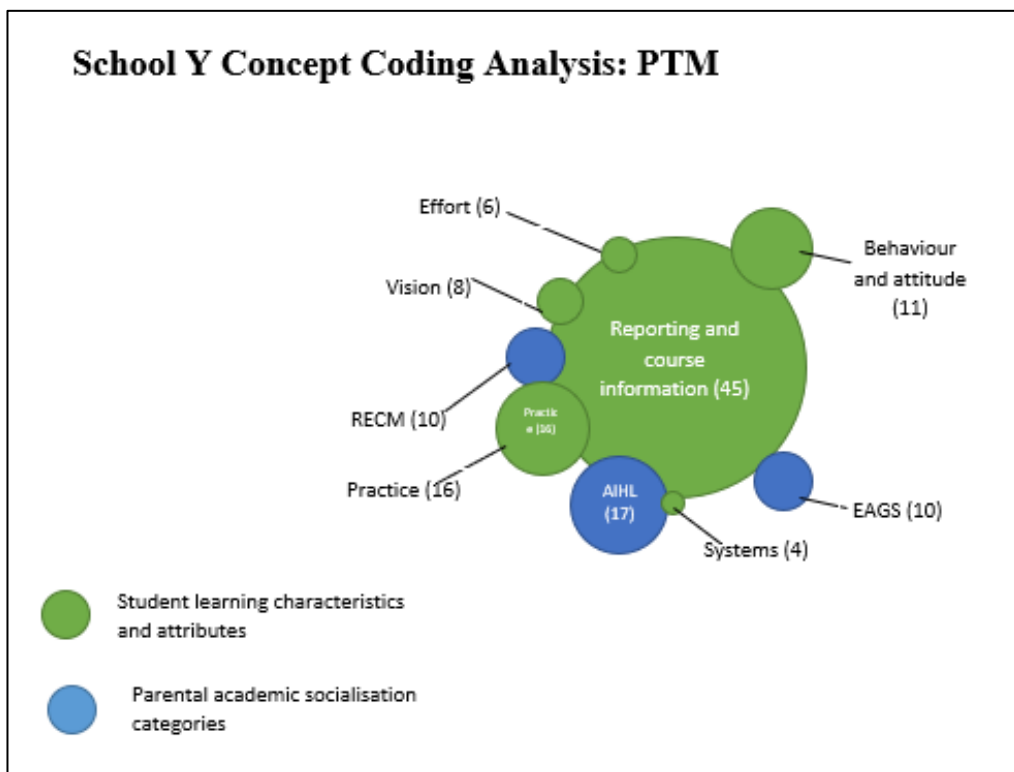 School Y Concept Coding Analysis: PTM
Effort (6)
Behaviour
and attitude
(11)
Vision (8)
Reporting and
course
information (45)
RECM (10)
Practic
e (16)
Practice (16)
AIHL
(17)
EAGS (10)
Systems (4)
Student learning characteristics
and attributes
Parental academic socialisation
categories